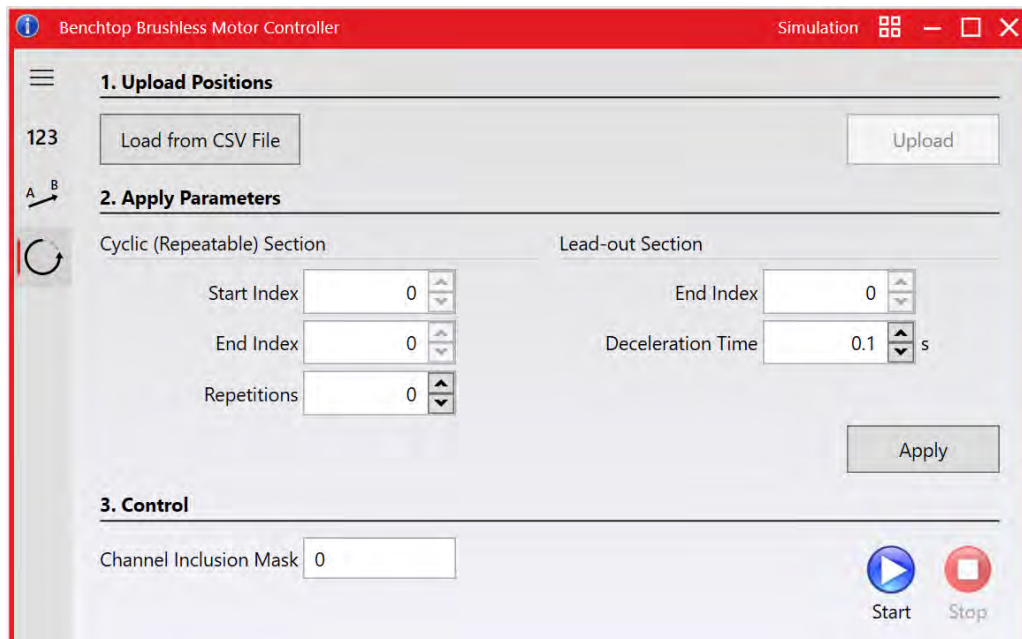 Benchtop Brushless Motor Controller Simulation
1. Upload Positions
123
Load from CSV File Upload
A B
2. Apply Parameters
Cyclic (Repeatable) Section Lead-out Section
Start Index 0 End Index 0
End Index 0 Deceleration Time 0.1 s
Repetitions 0
Apply
3. Control
Channel Inclusion Mask 0
Start Stop